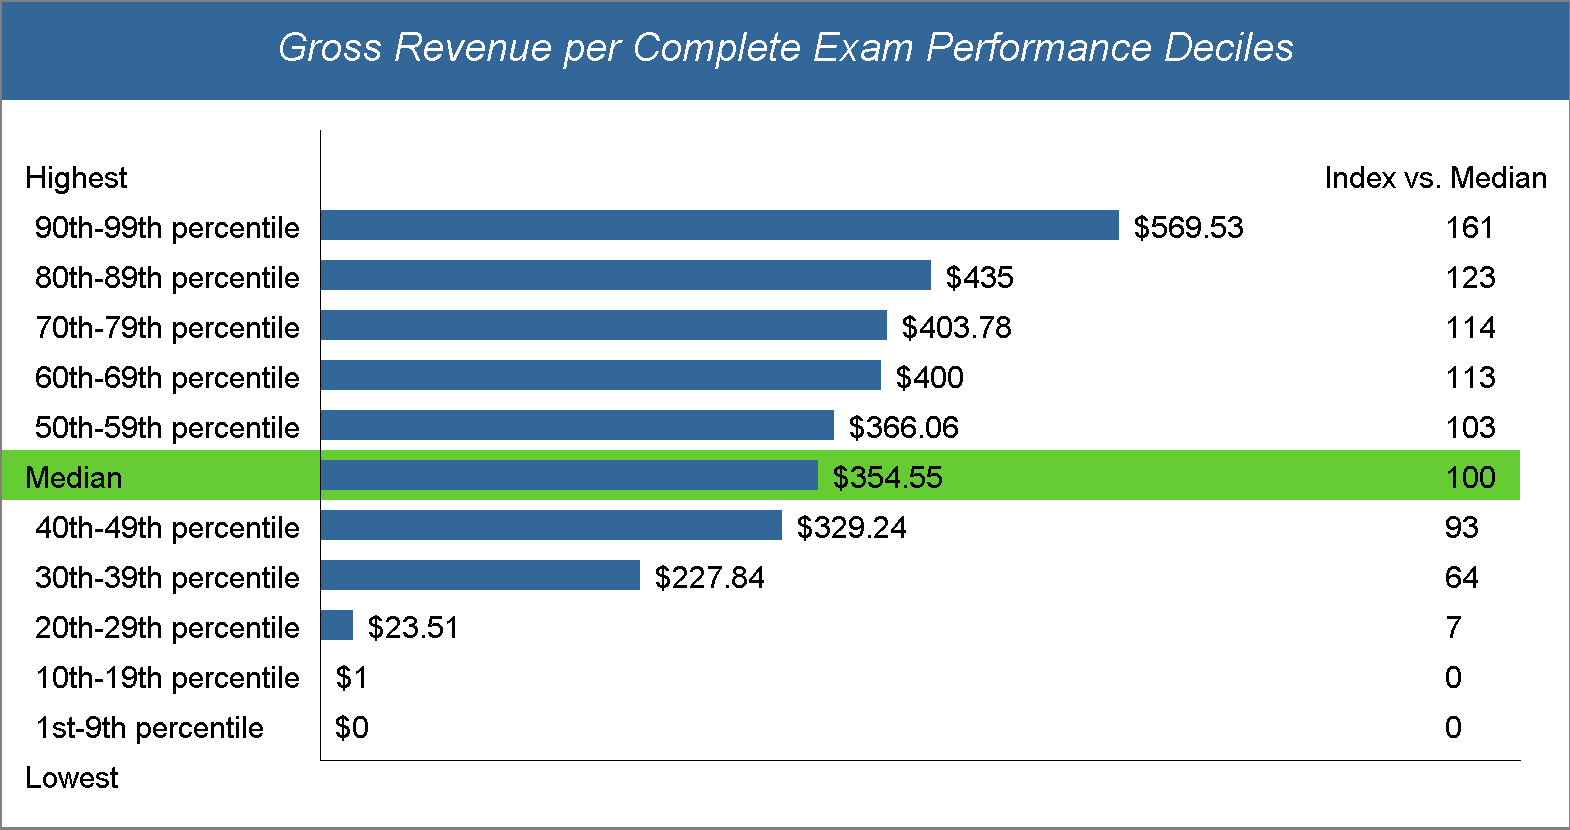 Gross Revenue per Complete Exam Performance Deciles
Highest Index vs. Median
90th-99th percentile $569.53 161
80th-89th percentile $435 123
70th-79th percentile $403.78 114
60th-69th percentile $400 113
50th-59th percentile $366.06 103
Median $354.55 100
40th-49th percentile $329.24 93
30th-39th percentile $227.84 64
20th-29th percentile $23.51 7
10th-19th percentile $1 0
1st-9th percentile $0 0
Lowest